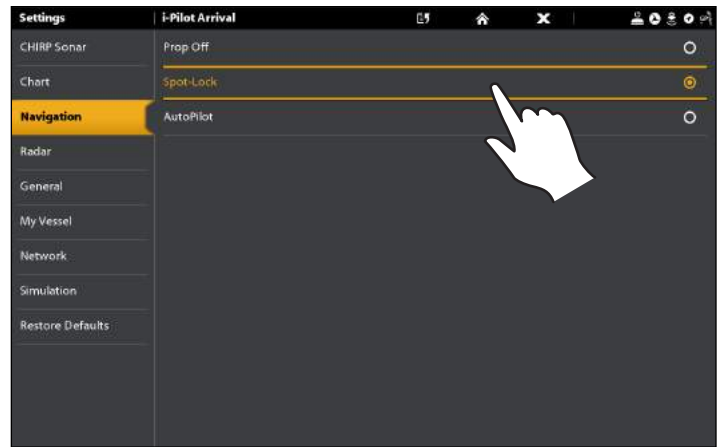 Settings
i-Pilot Arrival
CHIRP Sonar
Prop Off
Chart
Spot-Lock
Navigation
AutoPilot
Radar
General
My Vessel
Network
Simulation
Restore Defaults